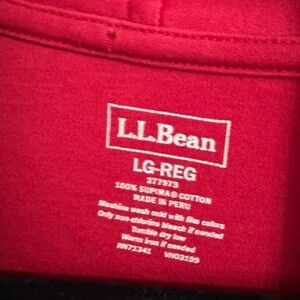 L.L.Bean
LG-REG
277973
100% SUPIMA® COTTON
MADE IN PERU
Machine wash cold with like colors
Only non-chlorine bleach if needed
Tumble dry low
Warm iron if needed
RN71341 VN03199